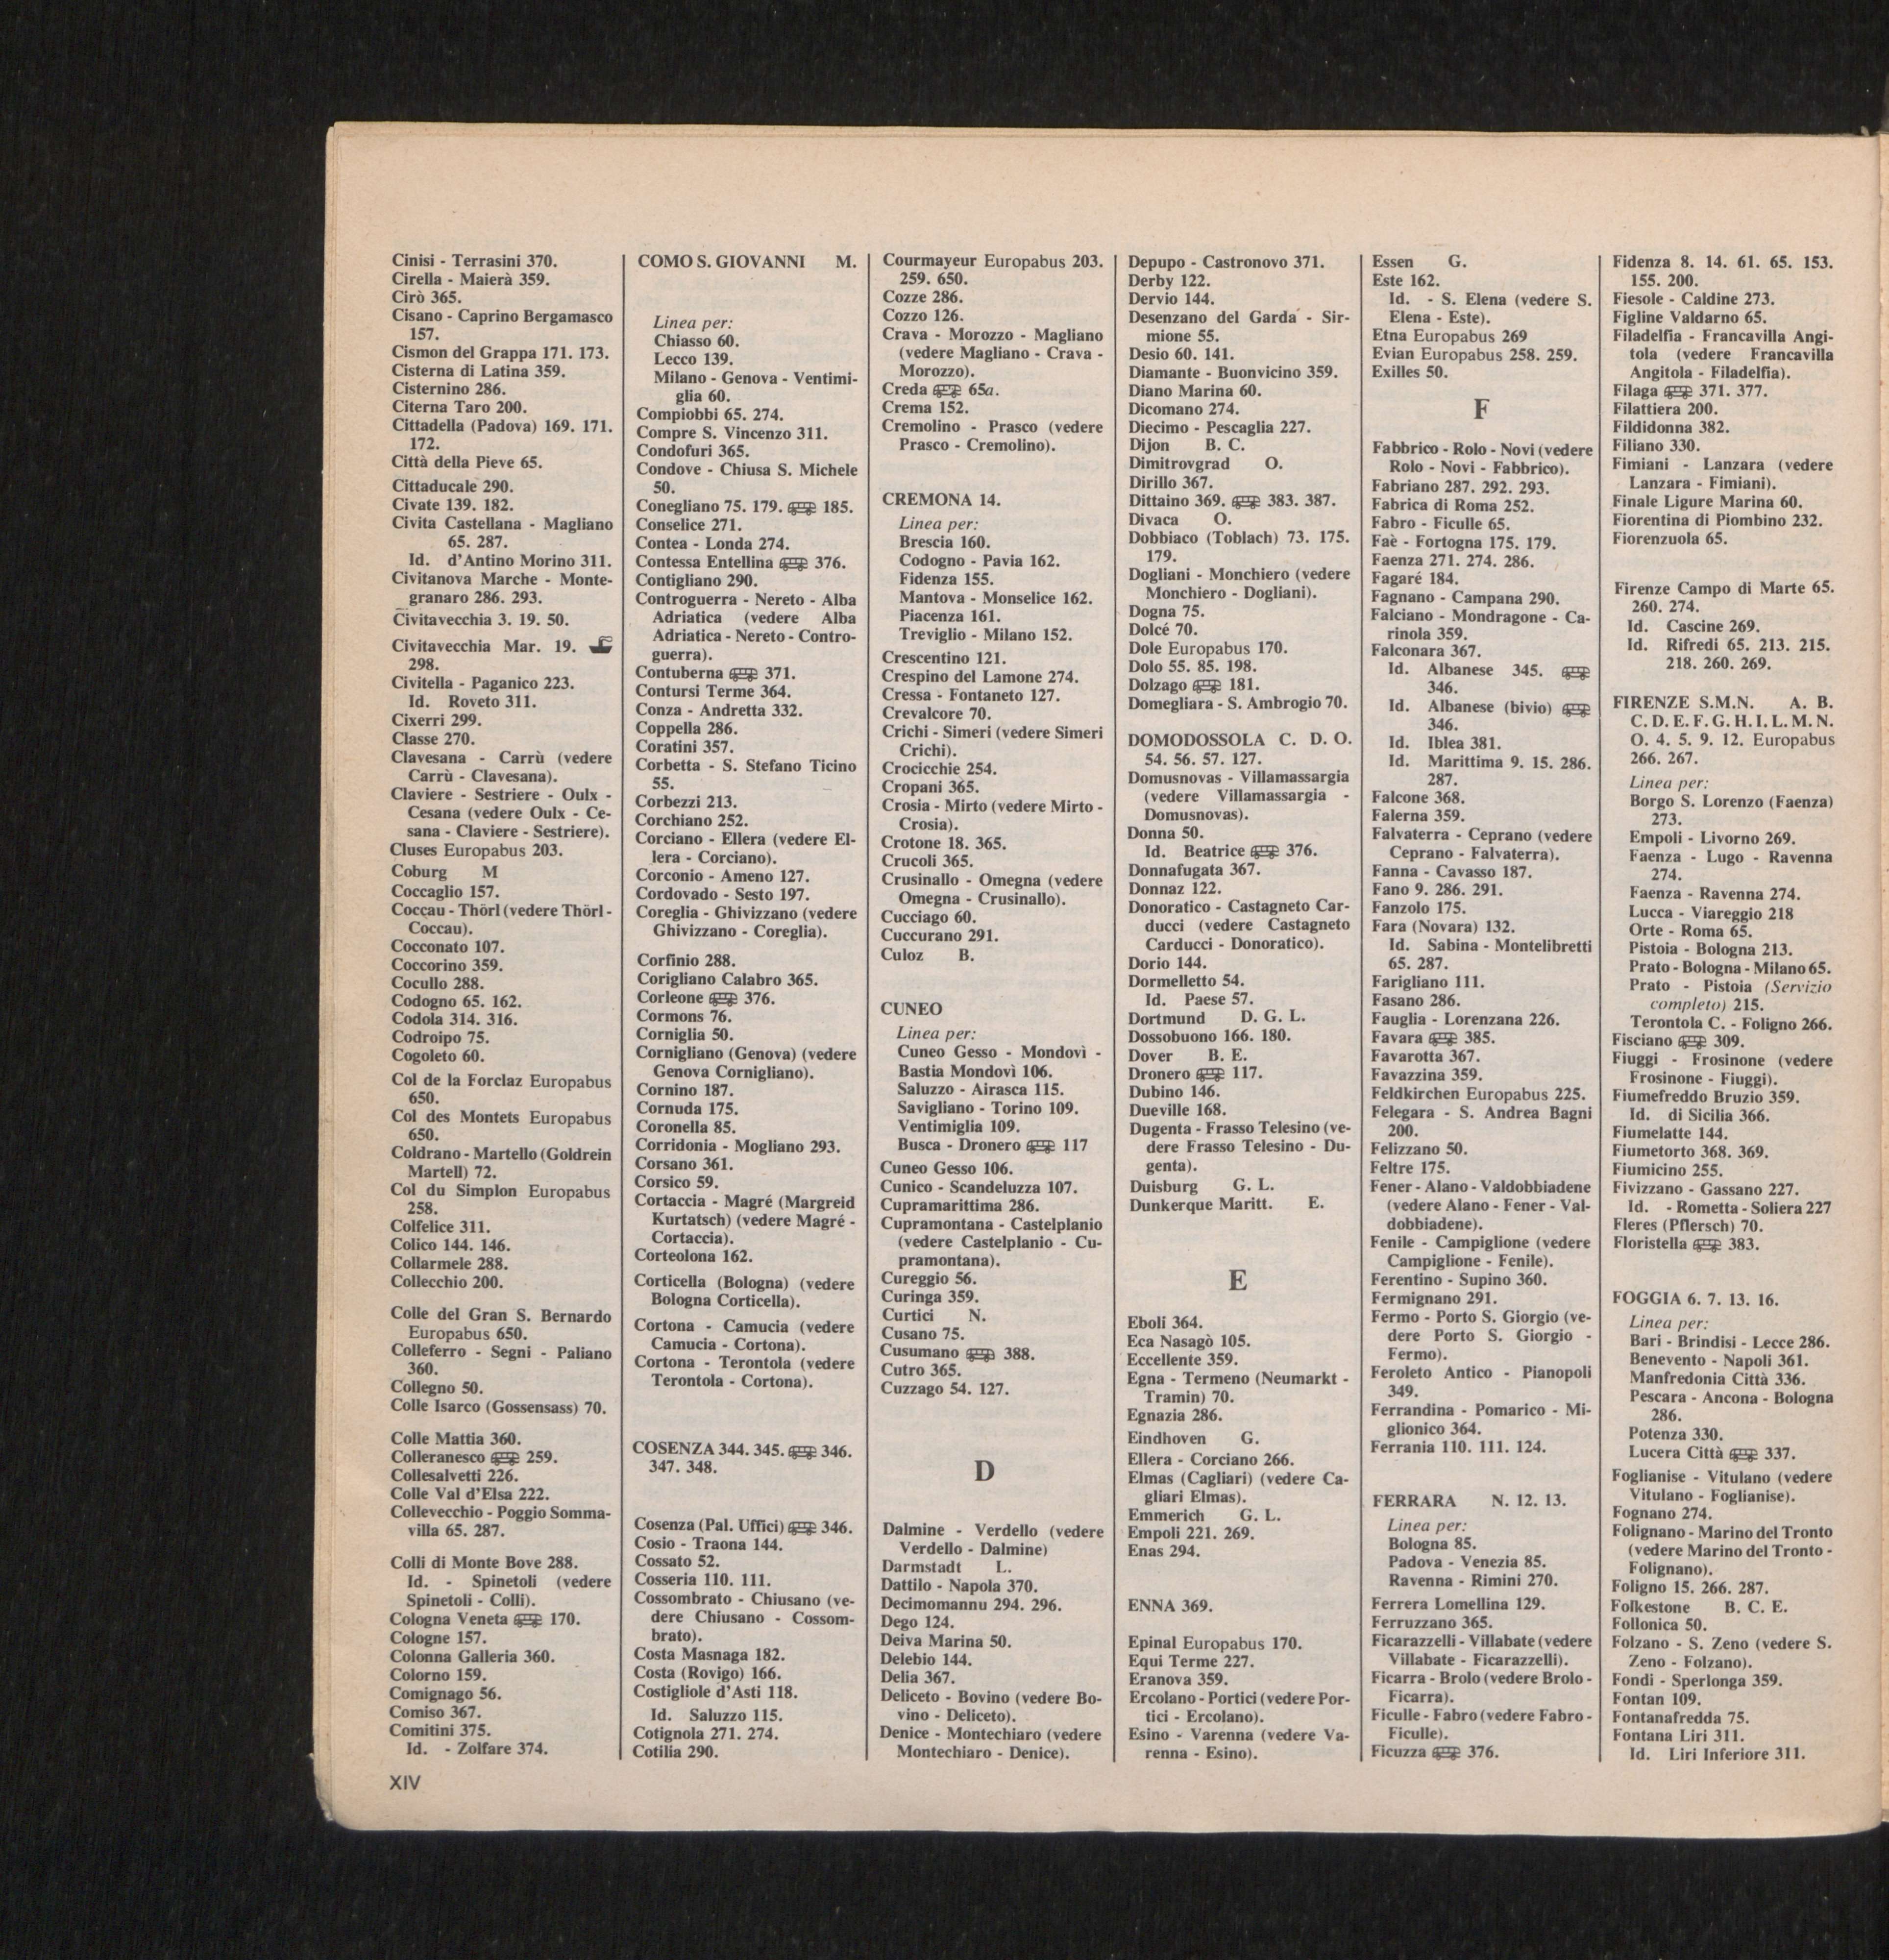 Cinisi - Terrasini 370.
Cirella - Maierà 359.
Cirò 365.
Cisano - Caprino Bergamasco
157.
Cismon del Grappa 171. 173.
Cisterna di Latina 359.
Cisternino 286.
Citerna Taro 200.
Cittadella (Padova) 169. 171.
172.
Città della Pieve 65.
Cittaducale 290.
Civate 139. 182.
Civita Castellana - Magliano
65. 287.
Id. d'Antino Morino 311.
Civitanova Marche - Monte-
granaro 286. 293.
Civitavecchia 3. 19. 50.
Civitavecchia Mar. 19.
298.
Civitella - Paganico 223.
Id. Roveto 311.
Cixerri 299.
Classe 270.
Clavesana - Carrù (vedere
Carrù - Clavesana).
Claviere - Sestriere - Oulx -
Cesana (vedere Oulx - Ce-
sana - Claviere - Sestriere).
Cluses Europabus 203.
Coburg M
Coccaglio 157.
Coccau - Thörl (vedere Thörl -
Coccau).
Cocconato 107.
Coccorino 359.
Cocullo 288.
Codogno 65. 162.
Codola 314. 316.
Codroipo 75.
Cogoleto 60.
Col de la Forclaz Europabus
650.
Col des Montets Europabus
650.
Coldrano - Martello (Goldrein
Martell) 72.
Col du Simplon Europabus
258.
Colfelice 311.
Colico 144. 146.
Collarmele 288.
Collecchio 200.
Colle del Gran S. Bernardo
Europabus 650.
Colleferro - Segni - Paliano
360.
Collegno 50.
Colle Isarco (Gossensass) 70.
Colle Mattia 360.
Colleranesco 259.
Collesalvetti 226.
Colle Val d'Elsa 222.
Collevecchio - Poggio Somma-
villa 65. 287.
Colli di Monte Bove 288.
Id. - Spinetoli (vedere
Spinetoli - Colli).
Cologna Veneta 170.
Cologne 157.
Colonna Galleria 360.
Colorno 159.
Comignago 56.
Comiso 367.
Comitini 375.
Id. - Zolfare 374.
XIV
COMO S. GIOVANNI M.
Linea per:
Chiasso 60.
Lecco 139.
Milano - Genova - Ventimi-
glia 60.
Compiobbi 65. 274.
Compre S. Vincenzo 311.
Condofuri 365.
Condove - Chiusa S. Michele
50.
Conegliano 75. 179. 185.
Conselice 271.
Contea - Londa 274.
Contessa Entellina 376.
Contigliano 290.
Controguerra - Nereto - Alba
Adriatica (vedere Alba
Adriatica - Nereto - Contro-
guerra).
Contuberna 371.
Contursi Terme 364.
Conza - Andretta 332.
Coppella 286.
Coratini 357.
Corbetta - S. Stefano Ticino
55.
Corbezzi 213.
Corchiano 252.
Corciano - Ellera (vedere El-
lera - Corciano).
Corconio - Ameno 127.
Cordovado - Sesto 197.
Coreglia - Ghivizzano (vedere
Ghivizzano - Coreglia).
Corfinio 288.
Corigliano Calabro 365.
Corleone 376.
Cormons 76.
Corniglia 50.
Cornigliano (Genova) (vedere
Genova Cornigliano).
Cornino 187.
Cornuda 175.
Coronella 85.
Corridonia - Mogliano 293.
Corsano 361.
Corsico 59.
Cortaccia - Magré (Margreid
Kurtatsch) (vedere Magré -
Cortaccia).
Corteolona 162.
Corticella (Bologna) (vedere
Bologna Corticella).
Cortona - Camucia (vedere
Camucia - Cortona).
Cortona - Terontola (vedere
Terontola - Cortona).
COSENZA 344. 345. 346.
347. 348.
Cosenza (Pal. Uffici) 346.
Cosio - Traona 144.
Cossato 52.
Cosseria 110. 111.
Cossombrato - Chiusano (ve-
dere Chiusano - Cossom-
brato).
Costa Masnaga 182.
Costa (Rovigo) 166.
Costigliole d'Asti 118.
Id. Saluzzo 115.
Cotignola 271. 274.
Cotilia 290.
Courmayeur Europabus 203.
259. 650.
Cozze 286.
Cozzo 126.
Crava - Morozzo - Magliano
(vedere Magliano - Crava -
Morozzo).
Creda 65a.
Crema 152.
Cremolino - Prasco (vedere
Prasco - Cremolino).
CREMONA 14.
Linea per:
Brescia 160.
Codogno - Pavia 162.
Fidenza 155.
Mantova - Monselice 162.
Piacenza 161.
Treviglio - Milano 152.
Crescentino 121.
Crespino del Lamone 274.
Cressa - Fontaneto 127.
Crevalcore 70.
Crichi - Simeri (vedere Simeri
Crichi).
Crocicchie 254.
Cropani 365.
Crosia - Mirto (vedere Mirto -
Crosia).
Crotone 18. 365.
Crucoli 365.
Crusinallo - Omegna (vedere
Omegna - Crusinallo).
Cucciago 60.
Cuccurano 291.
Culoz B.
CUNEO
Linea per:
Cuneo Gesso - Mondovì -
Bastia Mondovì 106.
Saluzzo - Airasca 115.
Savigliano - Torino 109.
Ventimiglia 109.
Busca - Dronero 117
Cuneo Gesso 106.
Cunico - Scandeluzza 107.
Cupramarittima 286.
Cupramontana - Castelplanio
(vedere Castelplanio - Cu-
pramontana).
Cureggio 56.
Curinga 359.
Curtici N.
Cusano 75.
Cusumano 388.
Cutro 365.
Cuzzago 54. 127.
D
Dalmine - Verdello (vedere
Verdello - Dalmine)
Darmstadt L.
Dattilo - Napola 370.
Decimomannu 294. 296.
Dego 124.
Deiva Marina 50.
Delebio 144.
Delia 367.
Deliceto - Bovino (vedere Bo-
vino - Deliceto).
Denice - Montechiaro (vedere
Montechiaro - Denice).
Depupo - Castronovo 371.
Derby 122.
Dervio 144.
Desenzano del Garda - Sir-
mione 55.
Desio 60. 141.
Diamante - Buonvicino 359.
Diano Marina 60.
Dicomano 274.
Diecimo - Pescaglia 227.
Dijon B. C.
Dimitrovgrad O.
Dirillo 367.
Dittaino 369. 383. 387.
Divaca O.
Dobbiaco (Toblach) 73. 175.
179.
Dogliani - Monchiero (vedere
Monchiero - Dogliani).
Dogna 75.
Dolcé 70.
Dole Europabus 170.
Dolo 55. 85. 198.
Dolzago 181.
Domegliara - S. Ambrogio 70.
DOMODOSSOLA C. D. O.
54. 56. 57. 127.
Domusnovas - Villamassargia
(vedere Villamassargia -
Domusnovas).
Donna 50.
Id. Beatrice 376.
Donnafugata 367.
Donnaz 122.
Donoratico - Castagneto Car-
ducci (vedere Castagneto
Carducci - Donoratico).
Dorio 144.
Dormelletto 54.
Id. Paese 57.
Dortmund D. G. L.
Dossobuono 166. 180.
Dover B. E.
Dronero 117.
Dubino 146.
Dueville 168.
Dugenta - Frasso Telesino (ve-
dere Frasso Telesino - Du-
genta).
Duisburg G. L.
Dunkerque Maritt. E.
E
Eboli 364.
Eca Nasagò 105.
Eccellente 359.
Egna - Termeno (Neumarkt -
Tramin) 70.
Egnazia 286.
Eindhoven G.
Ellera - Corciano 266.
Elmas (Cagliari) (vedere Ca-
gliari Elmas).
Emmerich G. L.
Empoli 221. 269.
Enas 294.
ENNA 369.
Epinal Europabus 170.
Equi Terme 227.
Eranova 359.
Ercolano - Portici (vedere Por-
tici - Ercolano).
Esino - Varenna (vedere Va-
renna - Esino).
Essen G.
Este 162.
Id. - S. Elena (vedere S.
Elena - Este).
Etna Europabus 269
Evian Europabus 258. 259.
Exilles 50.
F
Fabbrico - Rolo - Novi (vedere
Rolo - Novi - Fabbrico).
Fabriano 287. 292. 293.
Fabrica di Roma 252.
Fabro - Ficulle 65.
Faè - Fortogna 175. 179.
Faenza 271. 274. 286.
Fagaré 184.
Fagnano - Campana 290.
Falciano - Mondragone - Ca-
rinola 359.
Falconara 367.
Id. Albanese 345.
346.
Id. Albanese (bivio)
346.
Id. Iblea 381.
Id. Marittima 9. 15. 286.
287.
Falcone 368.
Falerna 359.
Falvaterra - Ceprano (vedere
Ceprano - Falvaterra).
Fanna - Cavasso 187.
Fano 9. 286. 291.
Fanzolo 175.
Fara (Novara) 132.
Id. Sabina - Montelibretti
65. 287.
Farigliano 111.
Fasano 286.
Fauglia - Lorenzana 226.
Favara 385.
Favarotta 367.
Favazzina 359.
Feldkirchen Europabus 225.
Felegara - S. Andrea Bagni
200.
Felizzano 50.
Feltre 175.
Fener - Alano - Valdobbiadene
(vedere Alano - Fener - Val-
dobbiadene).
Fenile - Campiglione (vedere
Campiglione - Fenile).
Ferentino - Supino 360.
Fermignano 291.
Fermo - Porto S. Giorgio (ve-
dere Porto S. Giorgio -
Fermo).
Feroleto Antico - Pianopoli
349.
Ferrandina - Pomarico - Mi-
glionico 364.
Ferrania 110. 111. 124.
FERRARA N. 12. 13.
Linea per:
Bologna 85.
Padova - Venezia 85.
Ravenna - Rimini 270.
Ferrera Lomellina 129.
Ferruzzano 365.
Ficarazzelli - Villabate (vedere
Villabate - Ficarazzelli).
Ficarra - Brolo (vedere Brolo -
Ficarra).
Ficulle - Fabro (vedere Fabro -
Ficulle).
Ficuzza 376.
Fidenza 8. 14. 61. 65. 153.
155. 200.
Fiesole - Caldine 273.
Figline Valdarno 65.
Filadelfia - Francavilla Angi-
tola (vedere Francavilla
Angitola - Filadelfia).
Filaga 371. 377.
Filattiera 200.
Fildidonna 382.
Filiano 330.
Fimiani - Lanzara (vedere
Lanzara - Fimiani).
Finale Ligure Marina 60.
Fiorentina di Piombino 232.
Fiorenzuola 65.
Firenze Campo di Marte 65.
260. 274.
Id. Cascine 269.
Id. Rifredi 65. 213. 215.
218. 260. 269.
FIRENZE S.M.N. A. B.
C. D. E. F. G. H. I. L. M. N.
O. 4. 5. 9. 12. Europabus
266. 267.
Linea per:
Borgo S. Lorenzo (Faenza)
273.
Empoli - Livorno 269.
Faenza - Lugo - Ravenna
274.
Faenza - Ravenna 274.
Lucca - Viareggio 218
Orte - Roma 65.
Pistoia - Bologna 213.
Prato - Bologna - Milano 65.
Prato - Pistoia (Servizio
completo) 215.
Terontola C. - Foligno 266.
Fisciano 309.
Fiuggi - Frosinone (vedere
Frosinone - Fiuggi).
Fiumefreddo Bruzio 359.
Id. di Sicilia 366.
Fiumelatte 144.
Fiumetorto 368. 369.
Fiumicino 255.
Fivizzano - Gassano 227.
Id. - Rometta - Soliera 227
Fleres (Pflersch) 70.
Floristella 383.
FOGGIA 6. 7. 13. 16.
Linea per:
Bari - Brindisi - Lecce 286.
Benevento - Napoli 361.
Manfredonia Città 336.
Pescara - Ancona - Bologna
286.
Potenza 330.
Lucera Città 337.
Foglianise - Vitulano (vedere
Vitulano - Foglianise).
Fognano 274.
Folignano - Marino del Tronto
(vedere Marino del Tronto -
Folignano).
Foligno 15. 266. 287.
Folkestone B. C. E.
Follonica 50.
Folzano - S. Zeno (vedere S.
Zeno - Folzano).
Fondi - Sperlonga 359.
Fontan 109.
Fontanafredda 75.
Fontana Liri 311.
Id. Liri Inferiore 311.